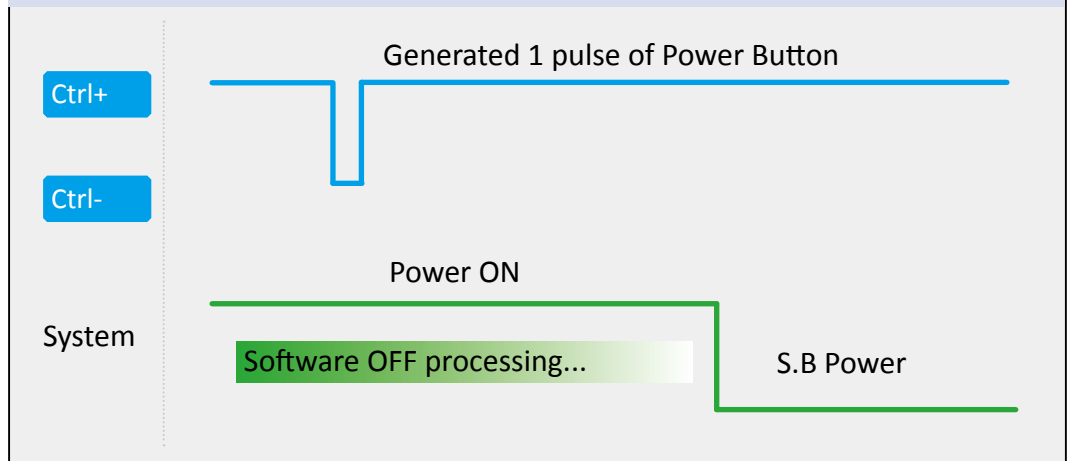 Generated 1 pulse of Power Button
Ctrl+
Ctrl-
Power ON
System
Software OFF processing...
S.B Power